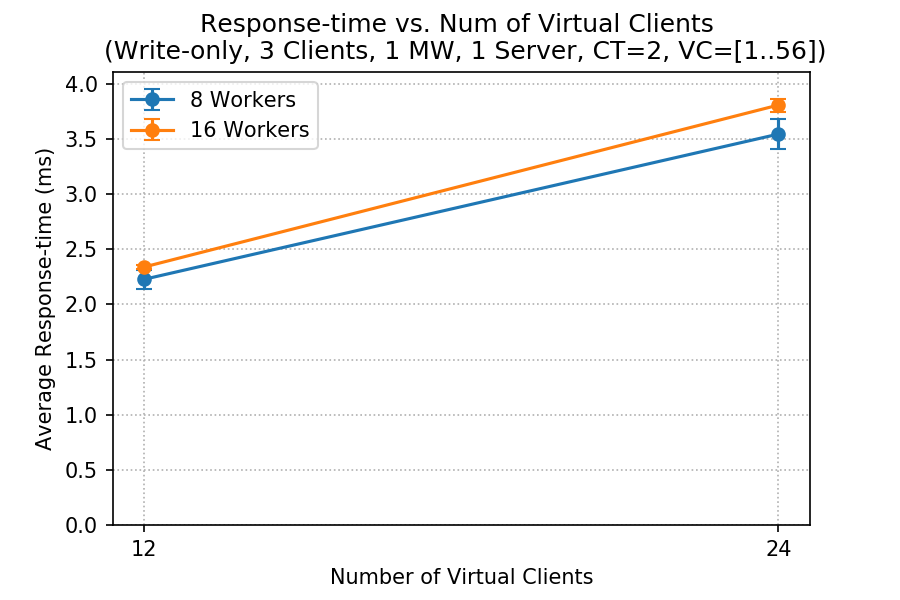 Response-time vs. Num of Virtual Clients
(Write-only, 3 Clients, 1 MW, 1 Server, CT=2, VC=[1..56])
8 Workers
16 Workers
Average Response-time (ms)
4.0
3.5
3.0
2.5
2.0
1.5
1.0
0.5
0.0
12
24
Number of Virtual Clients